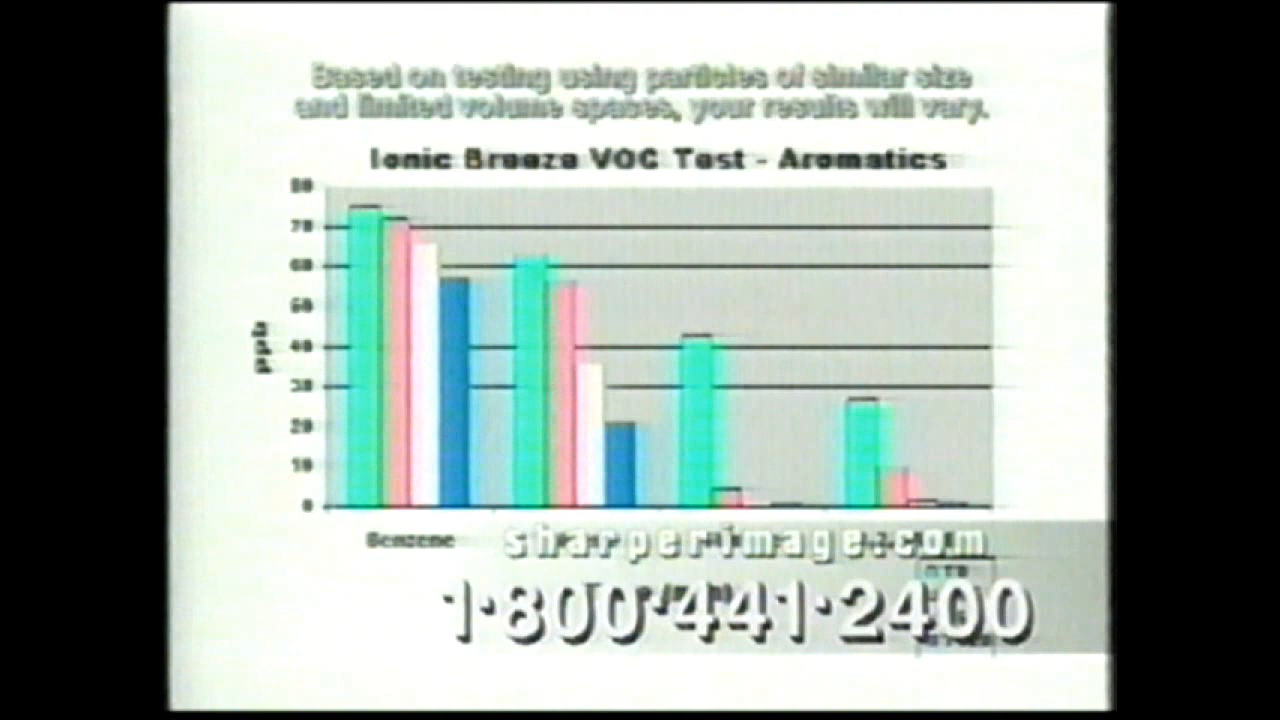 Based on testing using particles of similar size
and limited volume spaces, your results will vary.
Ionic Breeze VOC Test - Aromatics
80
70
60
50
40
30
20
10
0
ppb
Benzene
sharperimage.com
1·800·441·2400